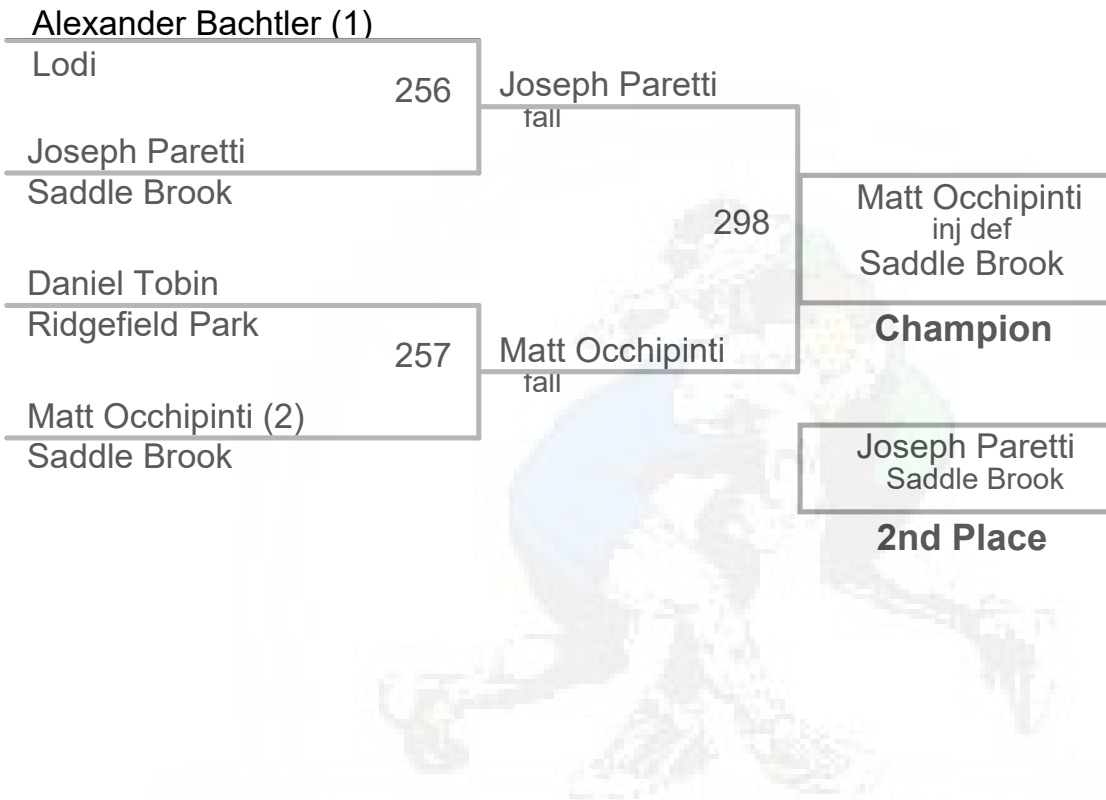 Alexander Bachtler (1)
Lodi
256
Joseph Paretti
fall
Joseph Paretti
Saddle Brook
298
Matt Occhipinti
inj def
Saddle Brook
Champion
Daniel Tobin
Ridgefield Park
257
Matt Occhipinti
fall
Matt Occhipinti (2)
Saddle Brook
Joseph Paretti
Saddle Brook
2nd Place